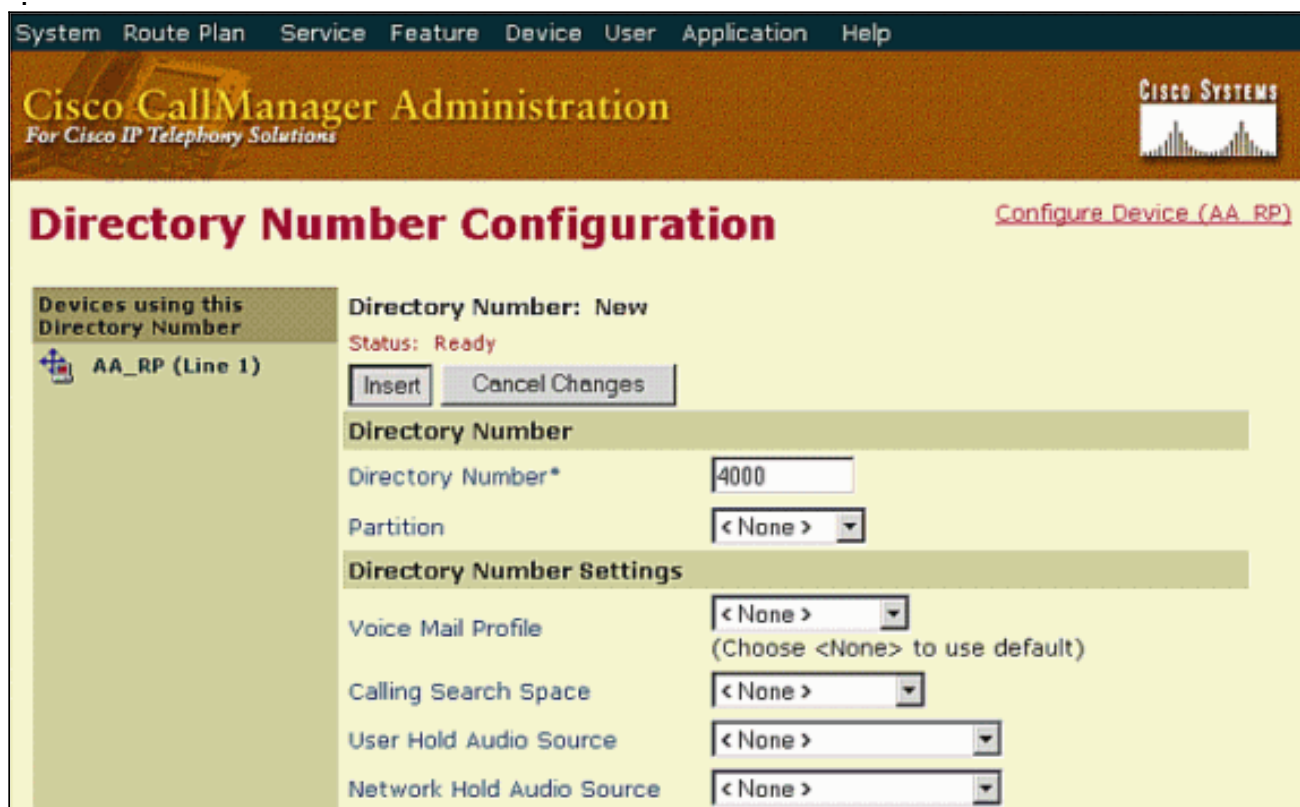 System Route Plan Service Feature Device User Application Help
Cisco CallManager Administration
For Cisco IP Telephony Solutions
CISCO SYSTEMS
Directory Number Configuration
Configure Device (AA_RP)
Devices using this
Directory Number
AA_RP (Line 1)
Directory Number: New
Status: Ready
Insert Cancel Changes
Directory Number
Directory Number* 4000
Partition < None >
Directory Number Settings
Voice Mail Profile < None >
(Choose <None> to use default)
Calling Search Space < None >
User Hold Audio Source < None >
Network Hold Audio Source < None >